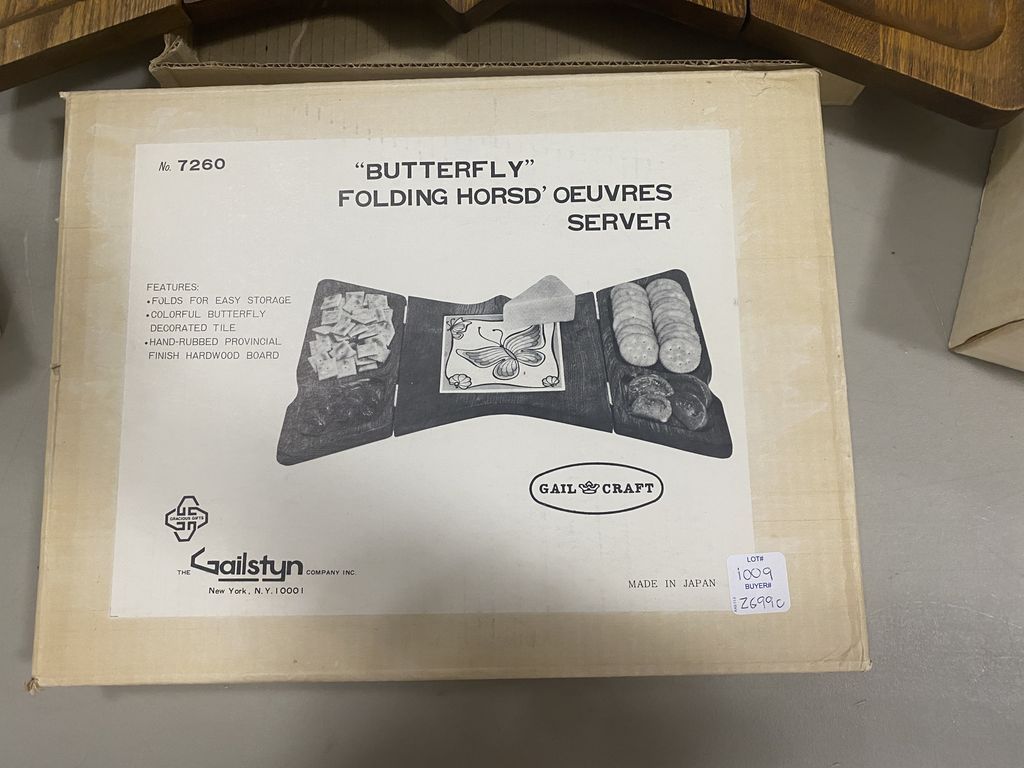 No. 7260
"BUTTERFLY"
FOLDING HORSD' OEUVRES
SERVER
FEATURES:
•FOLDS FOR EASY STORAGE
•COLORFUL BUTTERFLY
DECORATED TILE
•HAND-RUBBED PROVINCIAL
FINISH HARDWOOD BOARD
GAIL CRAFT
GRACIOUS GIFTS
THE Gailstyn COMPANY INC.
New York, N.Y. 10001
MADE IN JAPAN
LOT#
1009
BUYER#
2699c